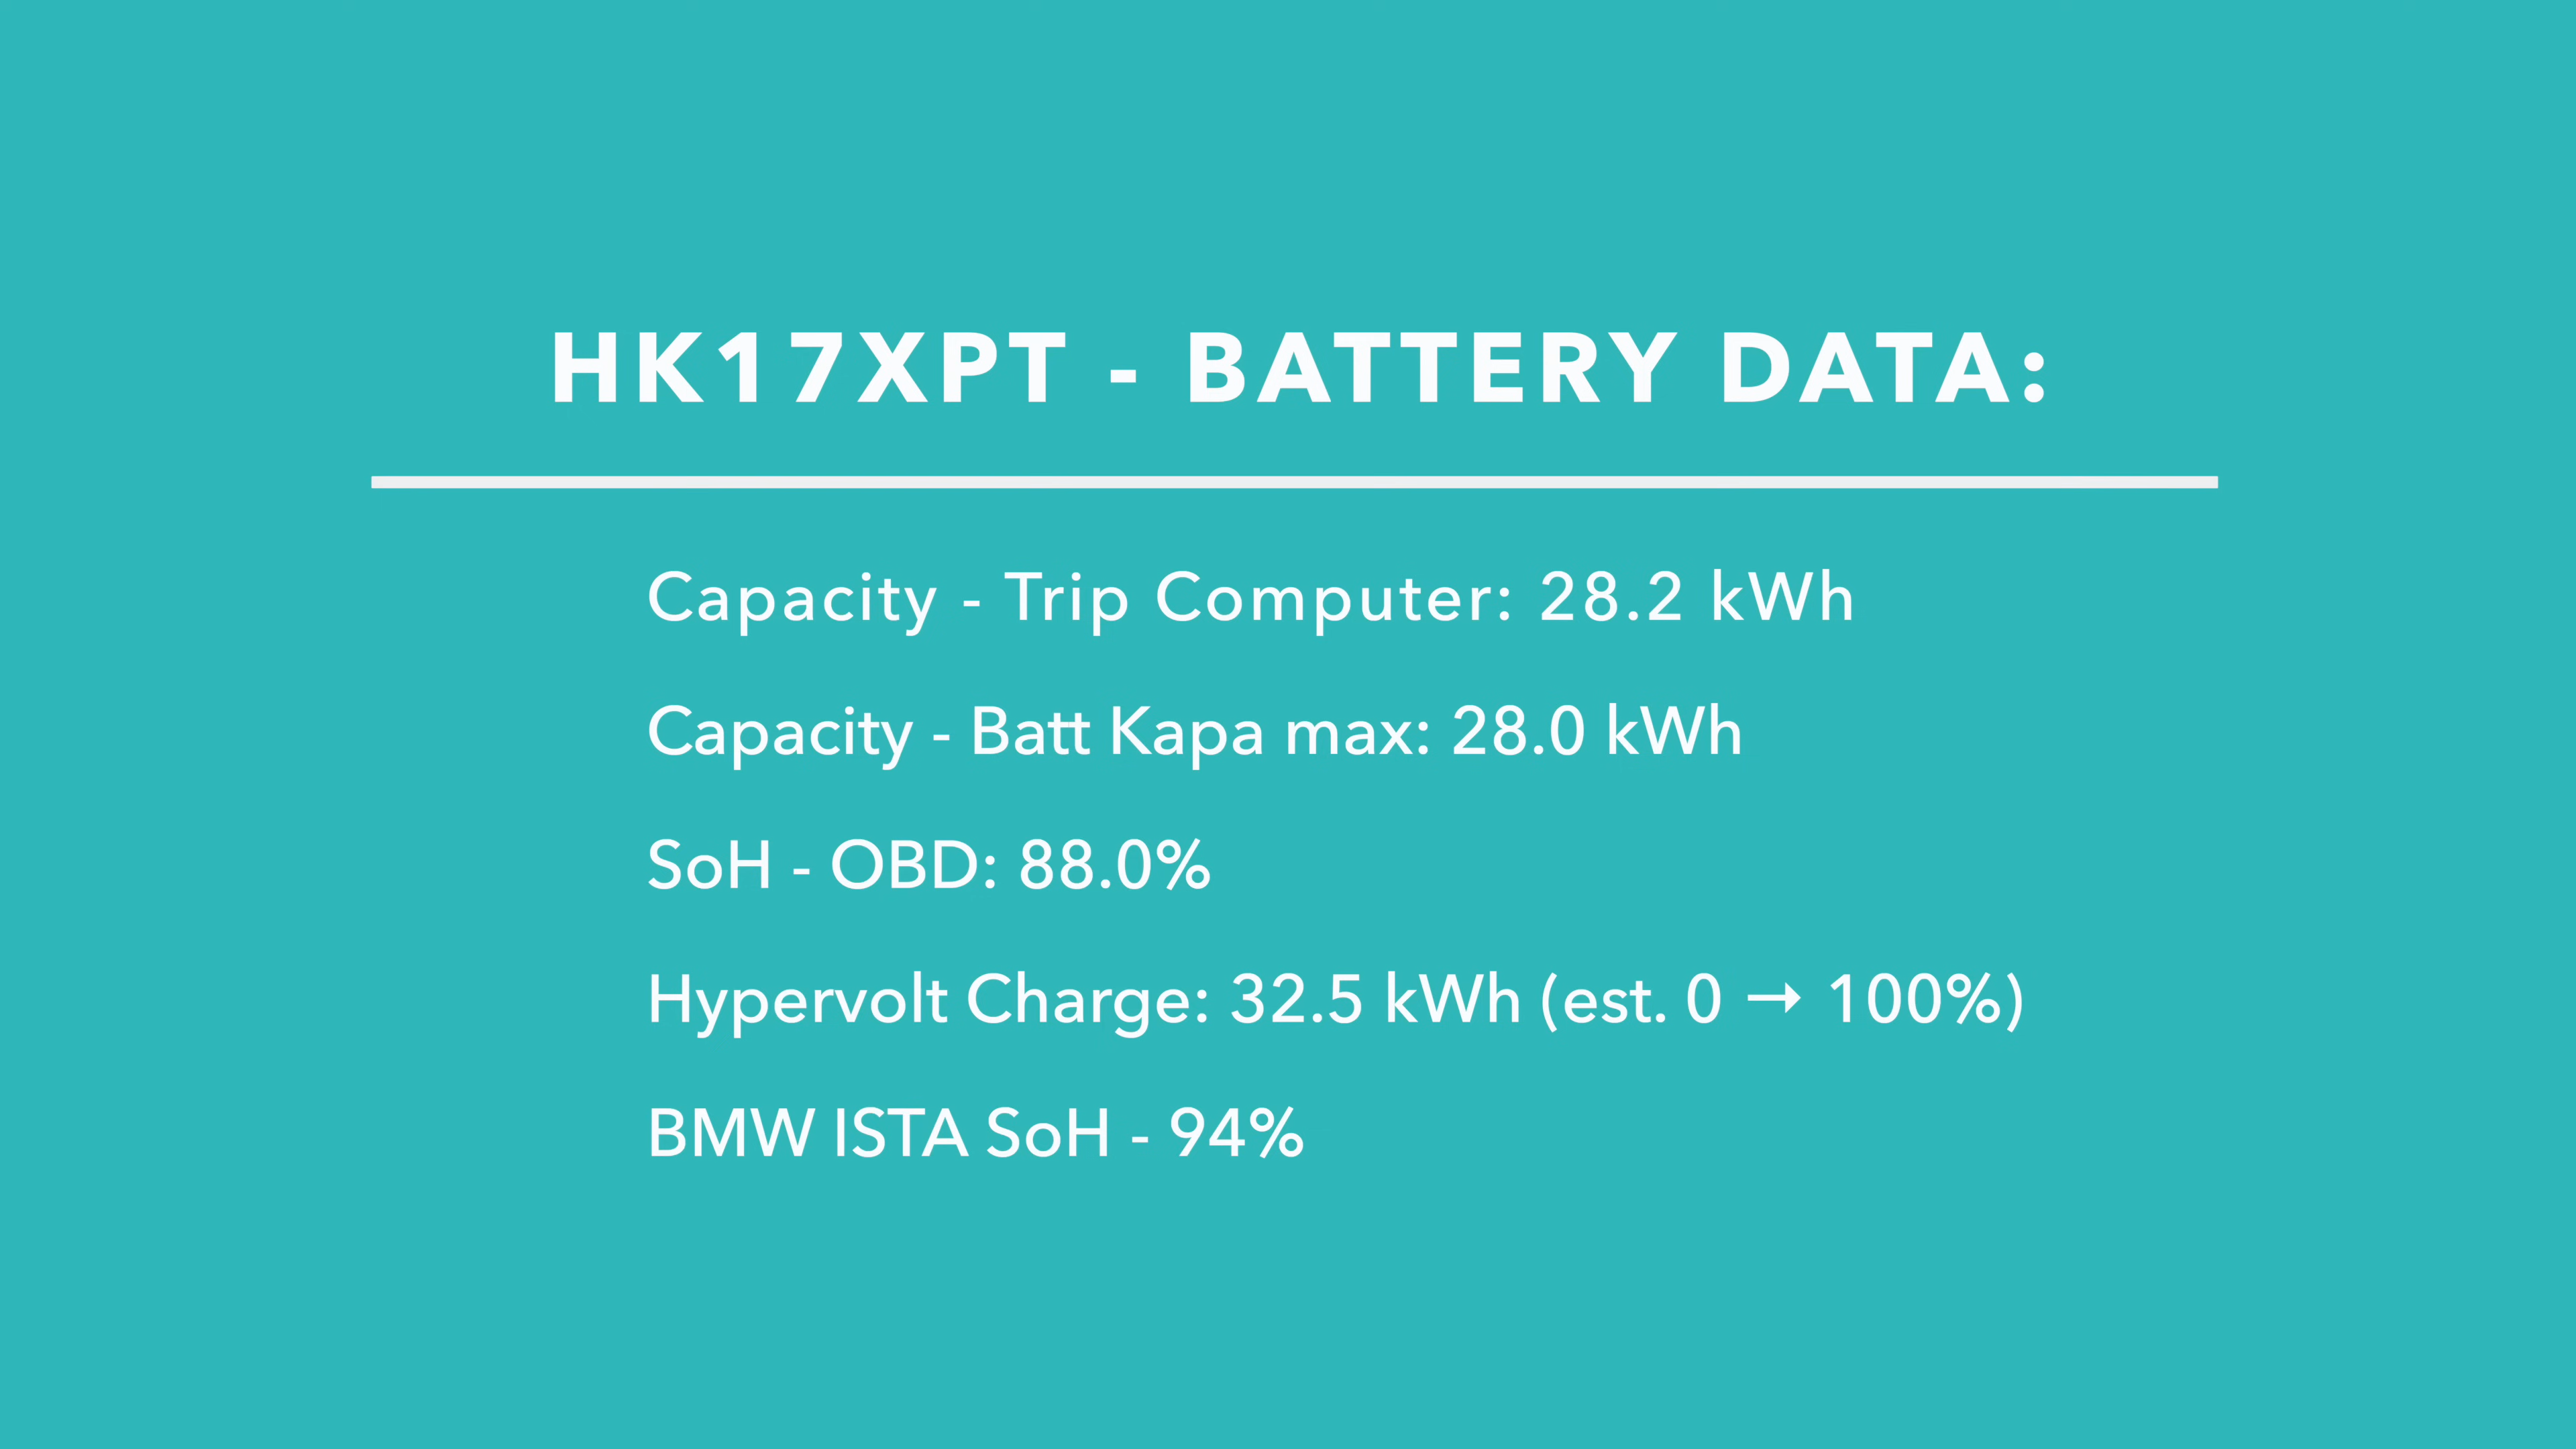 HK17XPT - BATTERY DATA:
Capacity - Trip Computer: 28.2 kWh
Capacity - Batt Kapa max: 28.0 kWh
SoH - OBD: 88.0%
Hypervolt Charge: 32.5 kWh (est. 0 → 100%)
BMW ISTA SoH - 94%